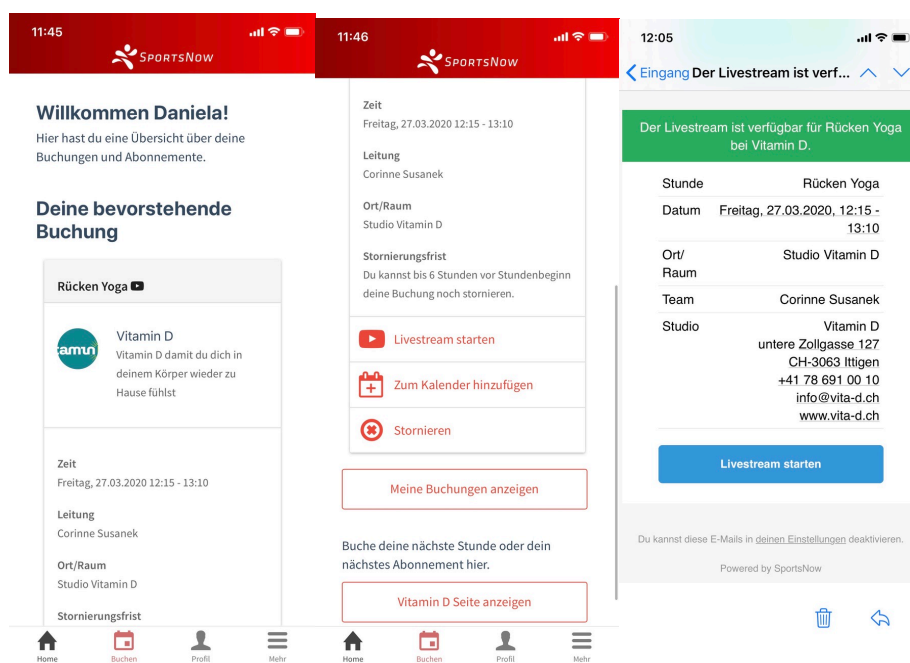 11:45
SPORTSNOW
Willkommen Daniela!
Hier hast du eine Übersicht über deine
Buchungen und Abonnemente.
Deine bevorstehende
Buchung
Rücken Yoga
Vitamin D
Vitamin D damit du dich in
deinem Körper wieder zu
Hause fühlst
Zeit
Freitag, 27.03.2020 12:15 - 13:10
Leitung
Corinne Susanek
Ort/Raum
Studio Vitamin D
Stornierungsfrist
Home Buchen Profil Mehr
11:46
SPORTSNOW
Zeit
Freitag, 27.03.2020 12:15 - 13:10
Leitung
Corinne Susanek
Ort/Raum
Studio Vitamin D
Stornierungsfrist
Du kannst bis 6 Stunden vor Stundenbeginn
deine Buchung noch stornieren.
Livestream starten
Zum Kalender hinzufügen
Stornieren
Meine Buchungen anzeigen
Buche deine nächste Stunde oder dein
nächstes Abonnement hier.
Vitamin D Seite anzeigen
Home Buchen Profil Mehr
12:05
Eingang Der Livestream ist verf...
Der Livestream ist verfügbar für Rücken Yoga
bei Vitamin D.
Stunde Rücken Yoga
Datum Freitag, 27.03.2020, 12:15 -
13:10
Ort/ Studio Vitamin D
Raum
Team Corinne Susanek
Studio Vitamin D
untere Zollgasse 127
CH-3063 Ittigen
+41 78 691 00 10
info@vita-d.ch
www.vita-d.ch
Livestream starten
Du kannst diese E-Mails in deinen Einstellungen deaktivieren.
Powered by SportsNow